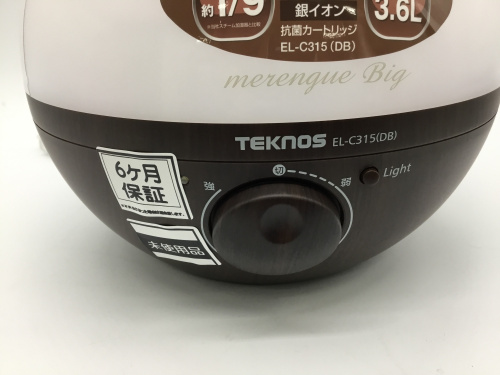 約1/9
銀イオン
抗菌カートリッジ
EL-C315(DB)
3.6L
merengue Big
TEKNOS EL-C315(DB)
強
切
弱
Light
6ヶ月
保証
未使用品